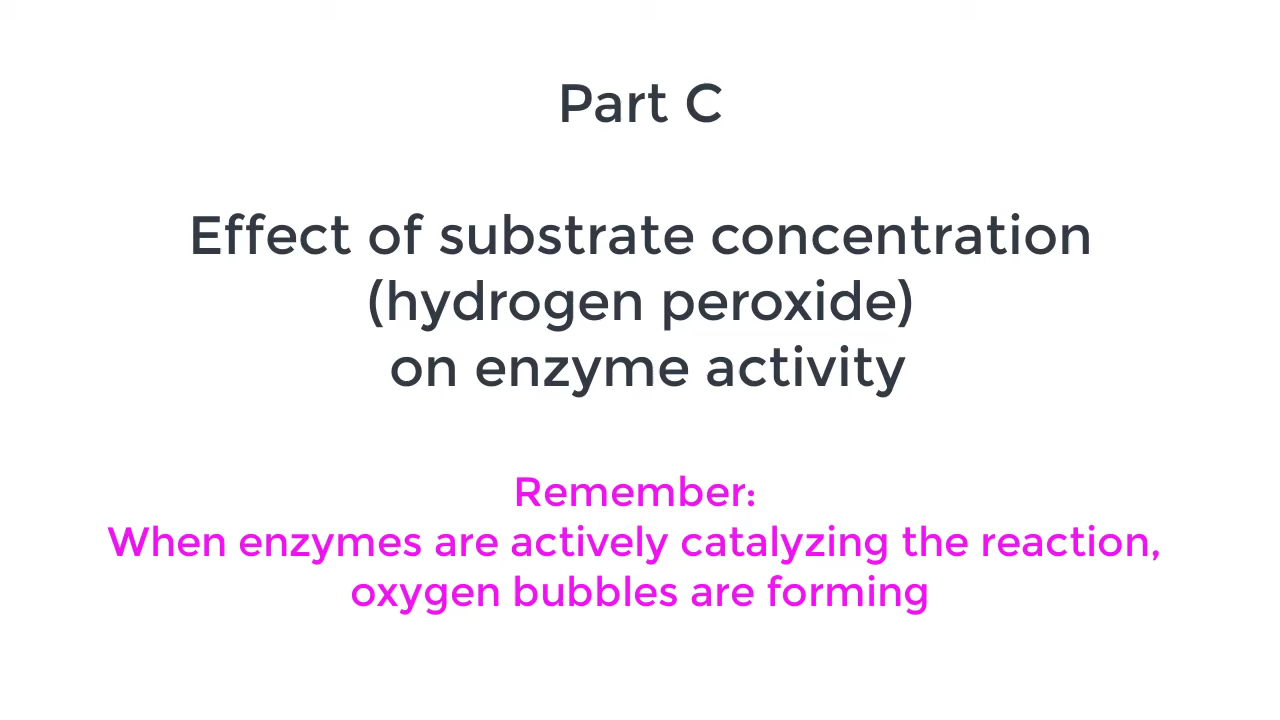 Part C
Effect of substrate concentration
(hydrogen peroxide)
on enzyme activity
Remember:
When enzymes are actively catalyzing the reaction,
oxygen bubbles are forming